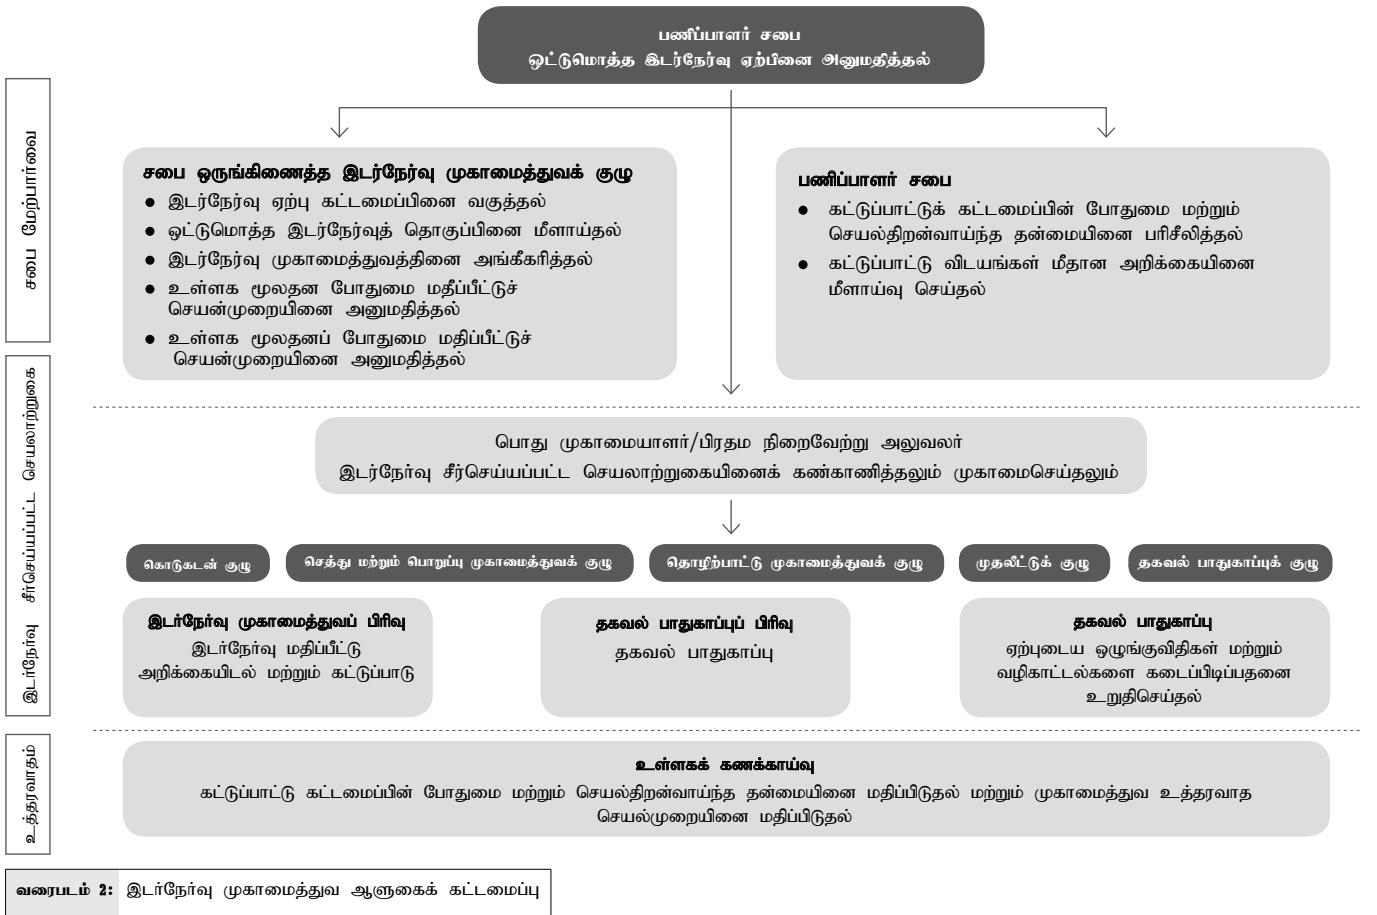 பணிப்பாளர் சபை
ஒட்டுமொத்த இடர்நேர்வு ஏற்பினை அனுமதித்தல்
சபை மேற்பார்வை
சபை ஒருங்கிணைத்த இடர்நேர்வு முகாமைத்துவக் குழு
● இடர்நேர்வு ஏற்பு கட்டமைப்பினை வகுத்தல்
● ஒட்டுமொத்த இடர்நேர்வுத் தொகுப்பினை மீளாய்தல்
● இடர்நேர்வு முகாமைத்துவத்தினை அங்கீகரித்தல்
● உள்ளக மூலதன போதுமை மதீப்பீட்டுச்
செயன்முறையினை அனுமதித்தல்
● உள்ளக மூலதனப் போதுமை மதிப்பீட்டுச்
செயன்முறையினை அனுமதித்தல்
பணிப்பாளர் சபை
● கட்டுப்பாட்டுக் கட்டமைப்பின் போதுமை மற்றும்
செயல்திறன்வாய்ந்த தன்மையினை பரிசீலித்தல்
● கட்டுப்பாட்டு விடயங்கள் மீதான அறிக்கையினை
மீளாய்வு செய்தல்
இடர்நேர்வு சீர்செய்யப்பட்ட செயலாற்றுகை
பொது முகாமையாளர்/பிரதம நிறைவேற்று அலுவலர்
இடர்நேர்வு சீர்செய்யப்பட்ட செயலாற்றுகையினைக் கண்காணித்தலும் முகாமைசெய்தலும்
கொடுகடன் குழு
செத்து மற்றும் பொறுப்பு முகாமைத்துவக் குழு
தொழிற்பாட்டு முகாமைத்துவக் குழு
முதலீட்டுக் குழு
தகவல் பாதுகாப்புக் குழு
இடர்நேர்வு முகாமைத்துவப் பிரிவு
இடர்நேர்வு மதிப்பீட்டு
அறிக்கையிடல் மற்றும் கட்டுப்பாடு
தகவல் பாதுகாப்புப் பிரிவு
தகவல் பாதுகாப்பு
தகவல் பாதுகாப்பு
ஏற்புடைய ஒழுங்குவிதிகள் மற்றும்
வழிகாட்டல்களை கடைப்பிடிப்பதனை
உறுதிசெய்தல்
உத்தரவாதம்
உள்ளகக் கணக்காய்வு
கட்டுப்பாட்டு கட்டமைப்பின் போதுமை மற்றும் செயல்திறன்வாய்ந்த தன்மையினை மதிப்பிடுதல் மற்றும் முகாமைத்துவ உத்தரவாத
செயல்முறையினை மதிப்பிடுதல்
வரைபடம் 2: இடர்நேர்வு முகாமைத்துவ ஆளுகைக் கட்டமைப்பு